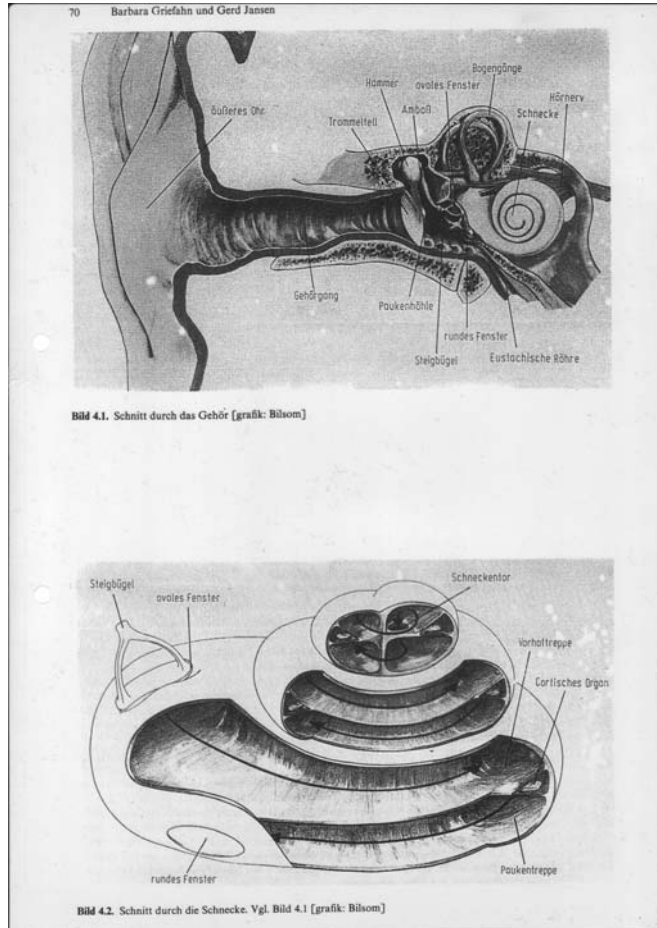 70 Barbara Griefahn und Gerd Jansen
Hammer
ovales Fenster
Bogengänge
Amboß
Schnecke
Hörnerv
Trommelfell
äußeres Ohr
Gehörgang
Paukenhöhle
rundes Fenster
Steigbügel
Eustachische Röhre
Bild 4.1. Schnitt durch das Gehör [grafik: Bilsom]
Steigbügel
ovales Fenster
Schneckentor
Vorhoftreppe
Cortisches Organ
rundes Fenster
Paukentreppe
Bild 4.2. Schnitt durch die Schnecke. Vgl. Bild 4.1 [grafik: Bilsom]